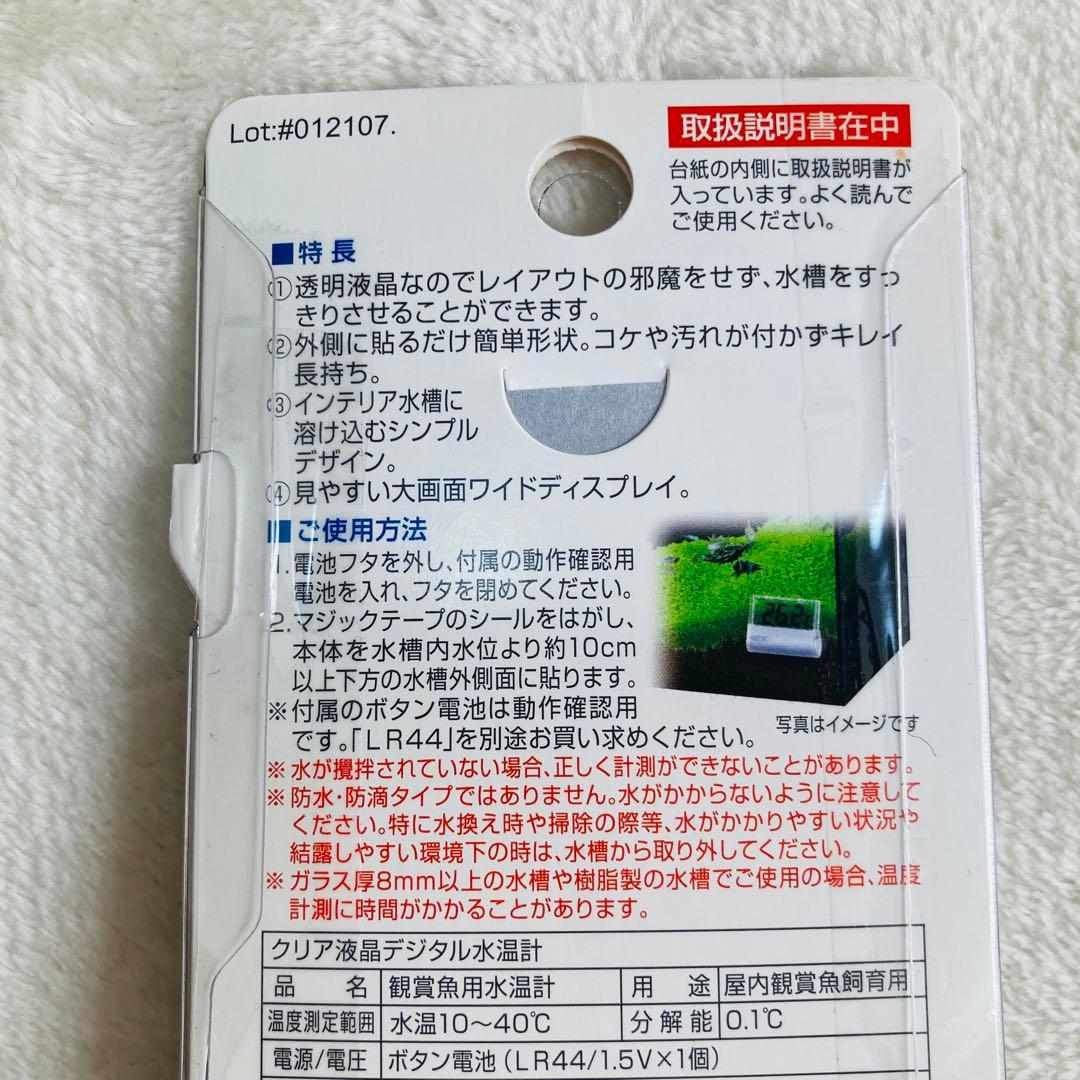 Lot:#012107.
取扱説明書在中
台紙の内側に取扱説明書が
入っています。よく読んで
ご使用ください。
■特長
①透明液晶なのでレイアウトの邪魔をせず、水槽をすっ
きりさせることができます。
②外側に貼るだけ簡単形状。コケや汚れが付かずキレイ
長持ち。
③インテリア水槽に
溶け込むシンプル
デザイン。
④見やすい大画面ワイドディスプレイ。
■ご使用方法
1.電池フタを外し、付属の動作確認用
電池を入れ、フタを閉めてください。
2.マジックテープのシールをはがし、
本体を水槽内水位より約10cm
以上下方の水槽外側面に貼ります。
※付属のボタン電池は動作確認用
です。「LR44」を別途お買い求めください。
26.2
写真はイメージです
※水が攪拌されていない場合、正しく計測ができないことがあります。
※防水・防滴タイプではありません。水がかからないように注意して
ください。特に水換え時や掃除の際等、水がかかりやすい状況や
結露しやすい環境下の時は、水槽から取り外してください。
※ガラス厚8mm以上の水槽や樹脂製の水槽でご使用の場合、温度
計測に時間がかかることがあります。
クリア液晶デジタル水温計
品名 観賞魚用水温計 用途 屋内観賞魚飼育用
温度測定範囲 水温10～40℃ 分解能 0.1℃
電源/電圧 ボタン電池(LR44/1.5V×1個)